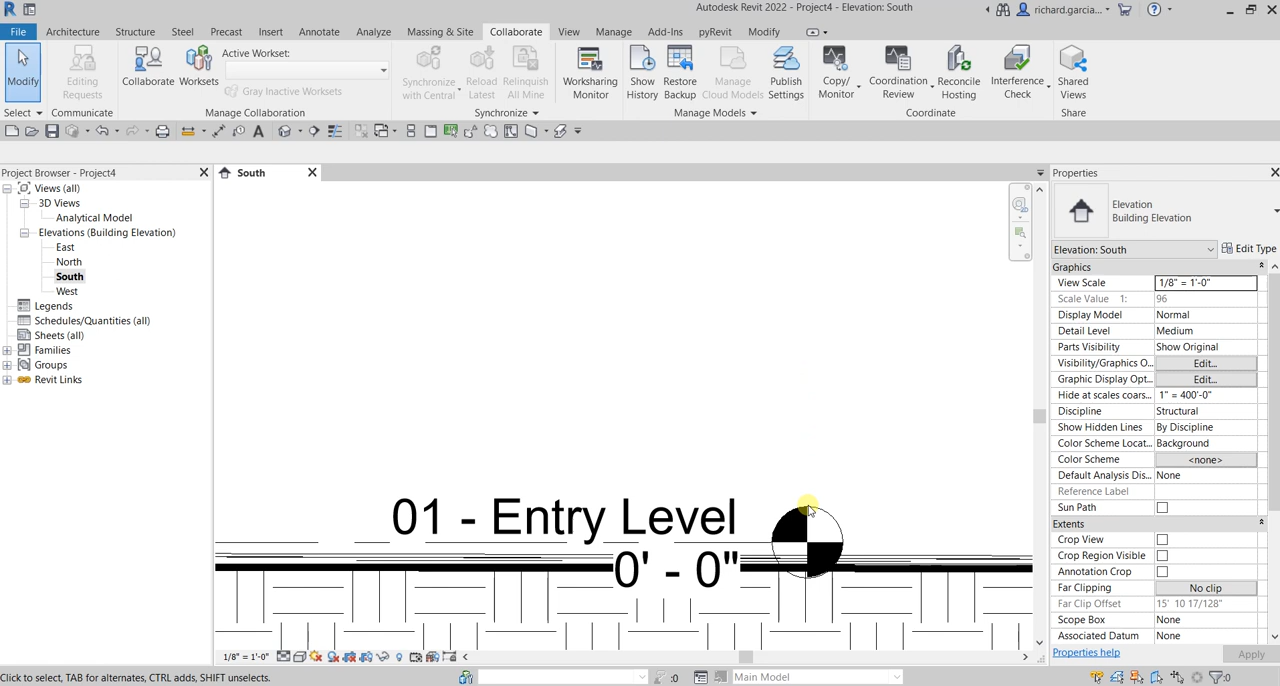 Autodesk Revit 2022 - Project4 - Elevation: South
richard.garcia...
File Architecture Structure Steel Precast Insert Annotate Analyze Massing & Site Collaborate View Manage Add-Ins pyRevit Modify
Modify
Editing Requests
Collaborate
Worksets
Active Workset:
Gray Inactive Worksets
Synchronize with Central
Reload Latest
Relinquish All Mine
Worksharing Monitor
Show History
Restore Backup
Manage Cloud Models
Publish Settings
Copy/ Monitor
Coordination Review
Reconcile Hosting
Interference Check
Shared Views
Select Communicate Manage Collaboration Synchronize Manage Models Coordinate Share
Project Browser - Project4
Views (all)
3D Views
Analytical Model
Elevations (Building Elevation)
East
North
South
West
Legends
Schedules/Quantities (all)
Sheets (all)
Families
Groups
Revit Links
South
01 - Entry Level
0' - 0"
Properties
Elevation
Building Elevation
Elevation: South Edit Type
Graphics
View Scale 1/8" = 1'-0"
Scale Value 1: 96
Display Model Normal
Detail Level Medium
Parts Visibility Show Original
Visibility/Graphics O... Edit...
Graphic Display Opt... Edit...
Hide at scales coars... 1" = 400'-0"
Discipline Structural
Show Hidden Lines By Discipline
Color Scheme Locat... Background
Color Scheme <none>
Default Analysis Dis... None
Reference Label
Sun Path
Extents
Crop View
Crop Region Visible
Annotation Crop
Far Clipping No clip
Far Clip Offset 15' 10 17/128"
Scope Box None
Associated Datum None
Properties help Apply
1/8" = 1'-0"
Click to select, TAB for alternates, CTRL adds, SHIFT unselects.
:0
Main Model
:0